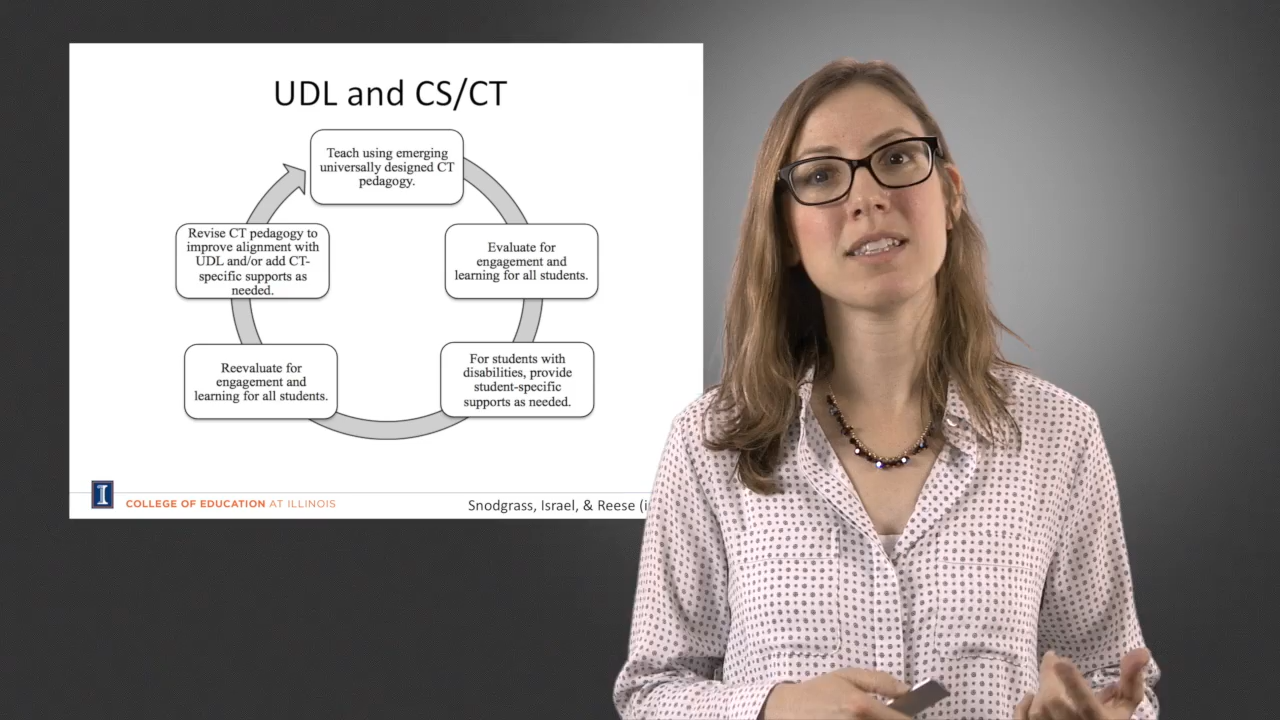 UDL and CS/CT
Teach using emerging
universally designed CT
pedagogy.
Evaluate for
engagement and
learning for all students.
For students with
disabilities, provide
student-specific
supports as needed.
Reevaluate for
engagement and
learning for all students.
Revise CT pedagogy to
improve alignment with
UDL and/or add CT-
specific supports as
needed.
I
COLLEGE OF EDUCATION AT ILLINOIS
Snodgrass, Israel, & Reese (i